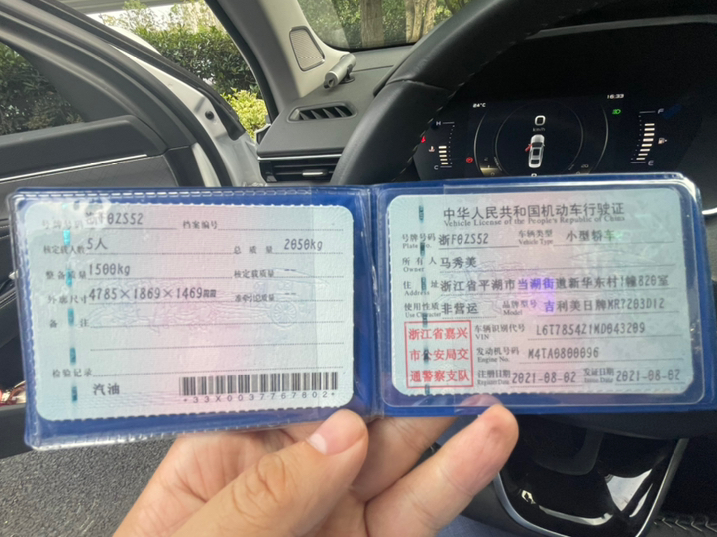 号牌号码 浙F0ZS52 档案编号
核定载人数 5人 总质量 2050kg
整备质量 1500kg 核定载质量 --
外廓尺寸 4785×1869×1469mm 准牵引总质量 --
备注
检验记录
汽油
*33X0037767802*
中华人民共和国机动车行驶证
Vehicle License of the People's Republic of China
号牌号码 浙F0ZS52 车辆类型 小型轿车
Plate No. Vehicle Type
所有人 马秀美
Owner
住址 浙江省平湖市当湖街道新华东村1幢820室
Address
使用性质 非营运 品牌型号 吉利美日牌MR7203D12
Use Character Model
浙江省嘉兴
市公安局交
通警察支队
车辆识别代号 L6T78S4Z1MD043209
VIN
发动机号码 M4TA0800096
Engine No.
注册日期 2021-08-02 发证日期 2021-08-02
Register Date Issue Date
24℃
16:33
0
km/h
H
C
F
E